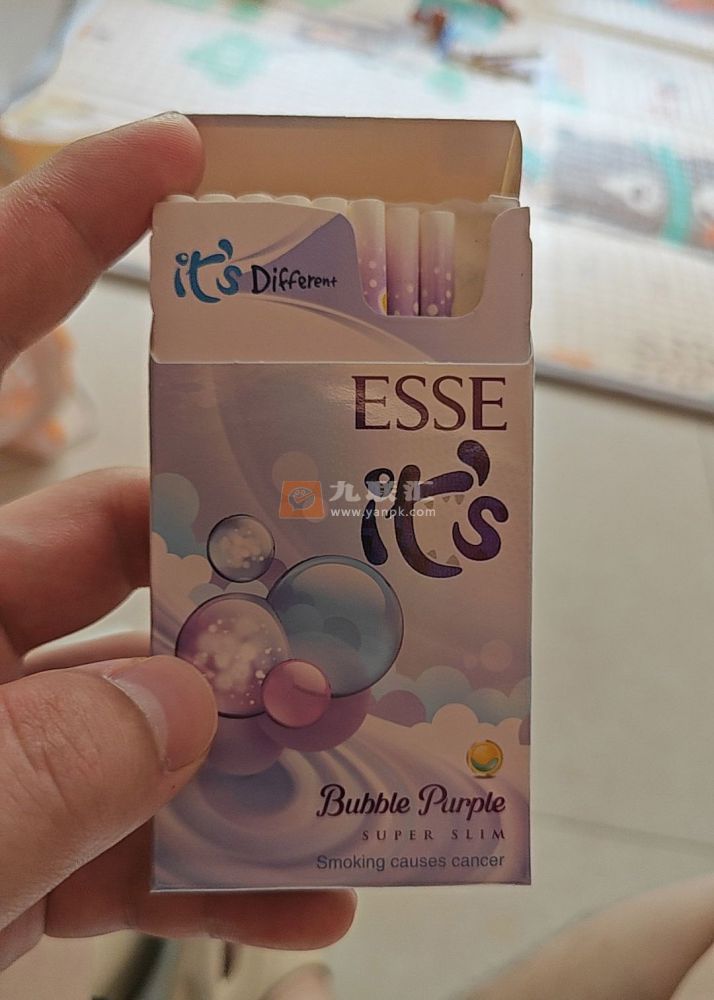 it's Different
ESSE
it's
九联汇
www.yanpk.com
Bubble Purple
SUPER SLIM
Smoking causes cancer